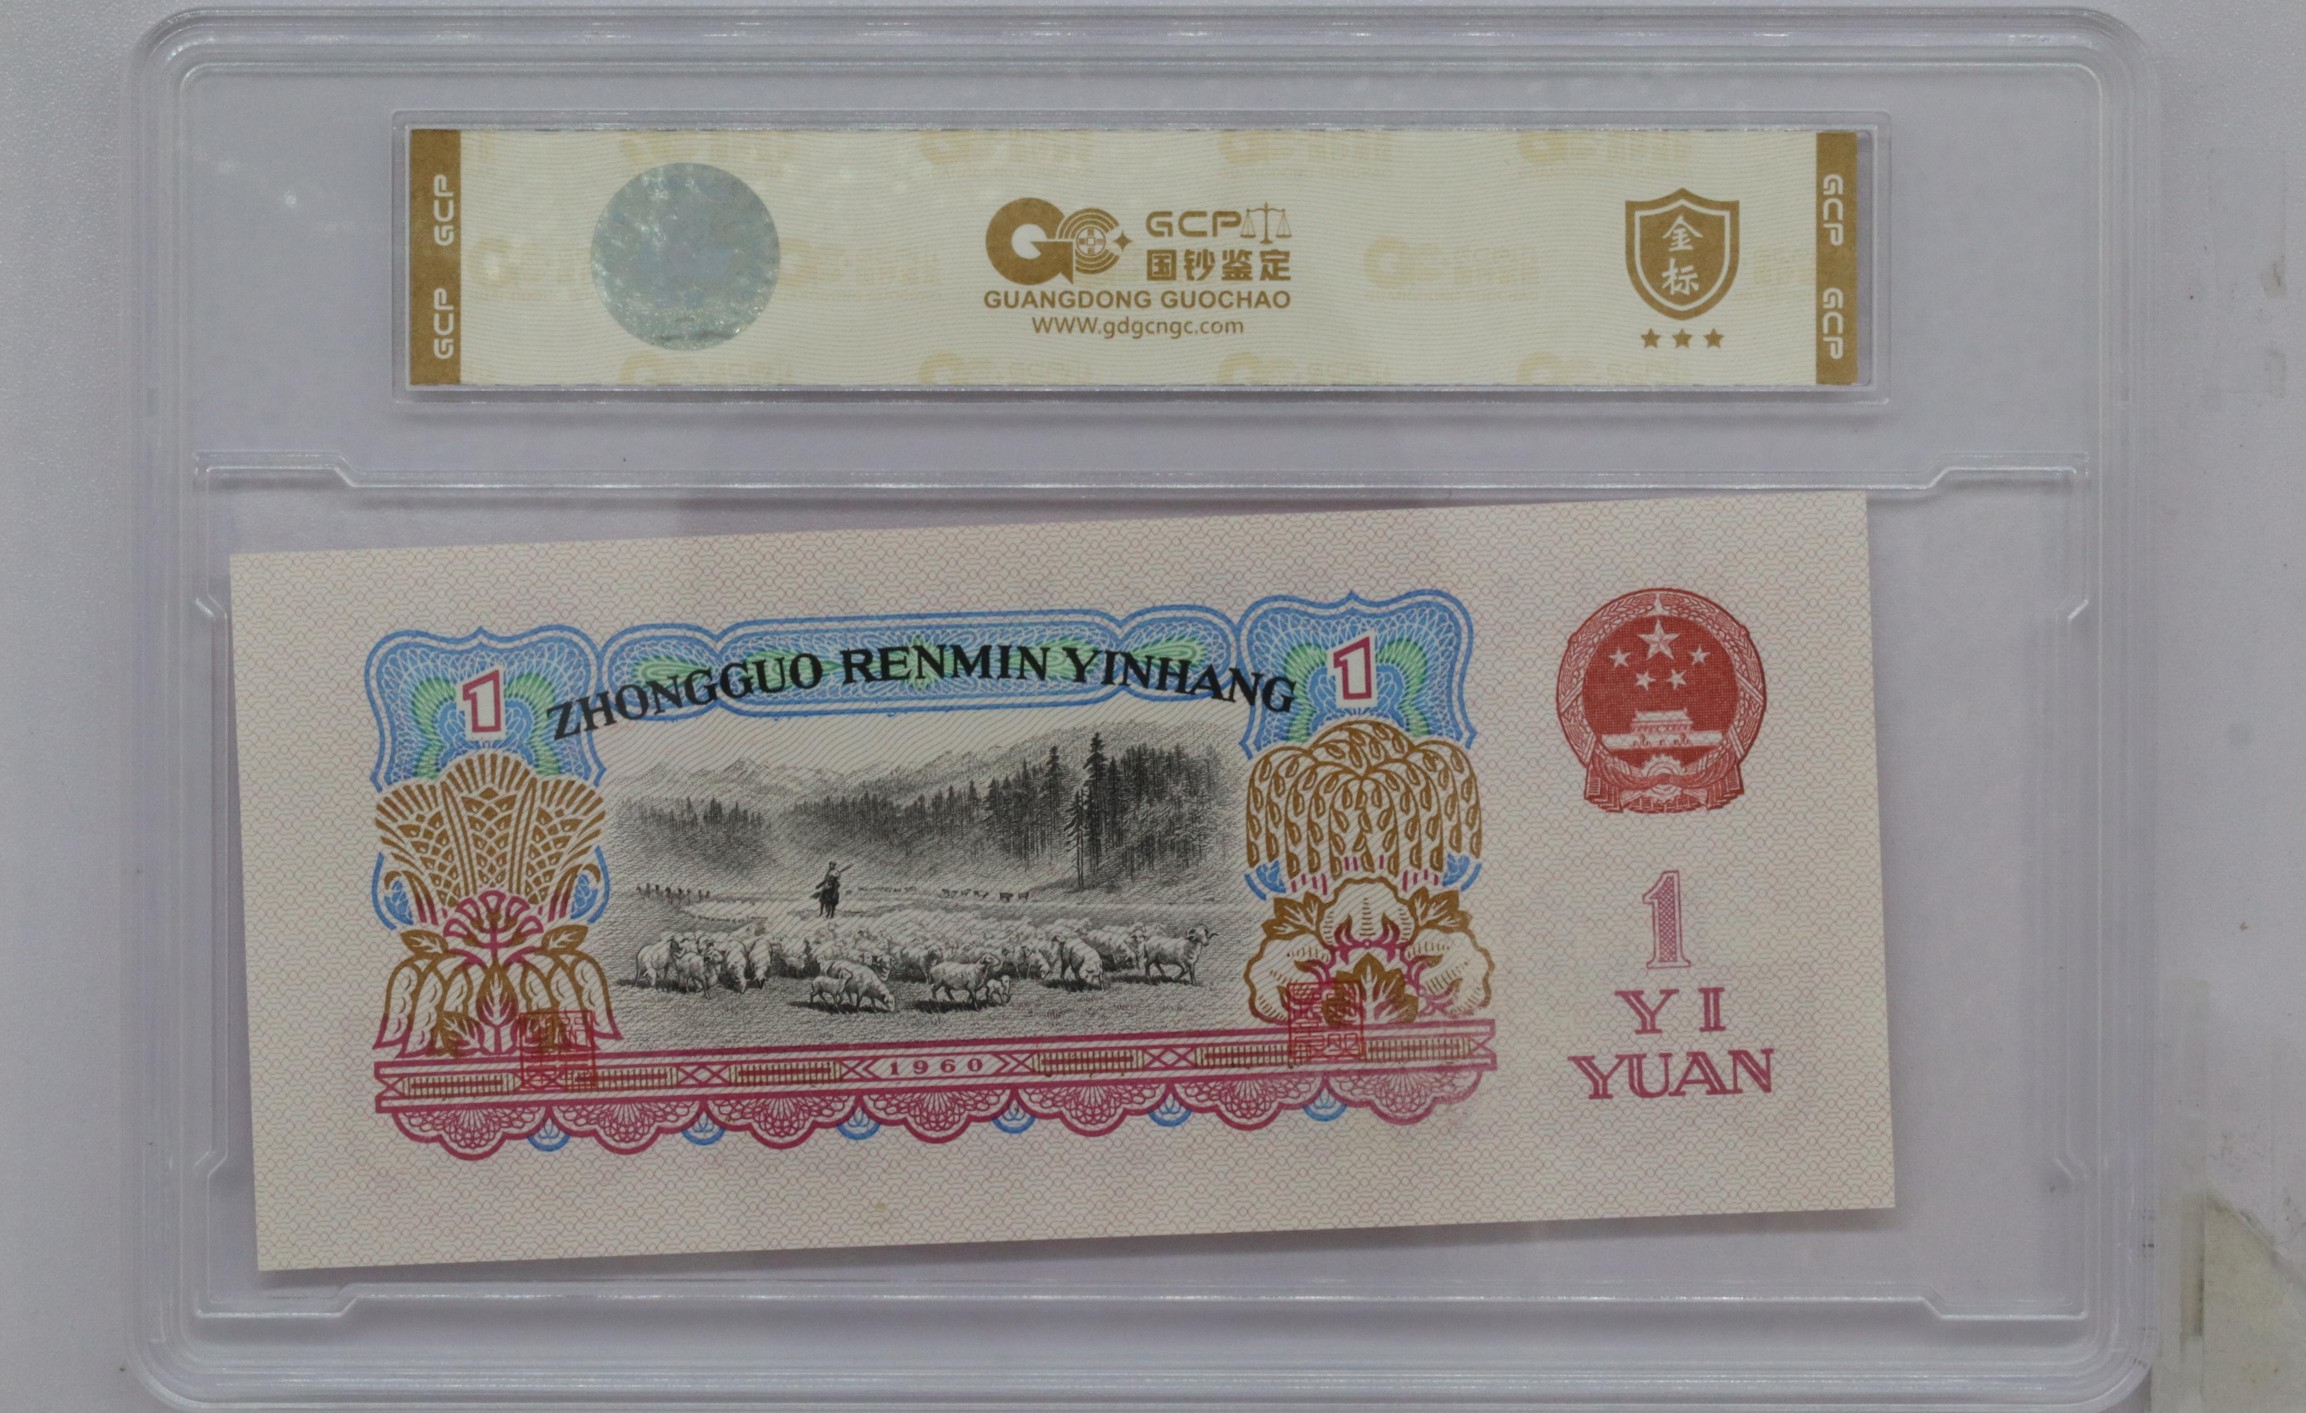 GCP
GCP
GCP
国钞鉴定
GUANGDONG GUOCHAO
WWW.gdgcngc.com
金
标
GCP
GCP
ZHONGGUO RENMIN YINHANG
1
1
1960
1
YI
YUAN